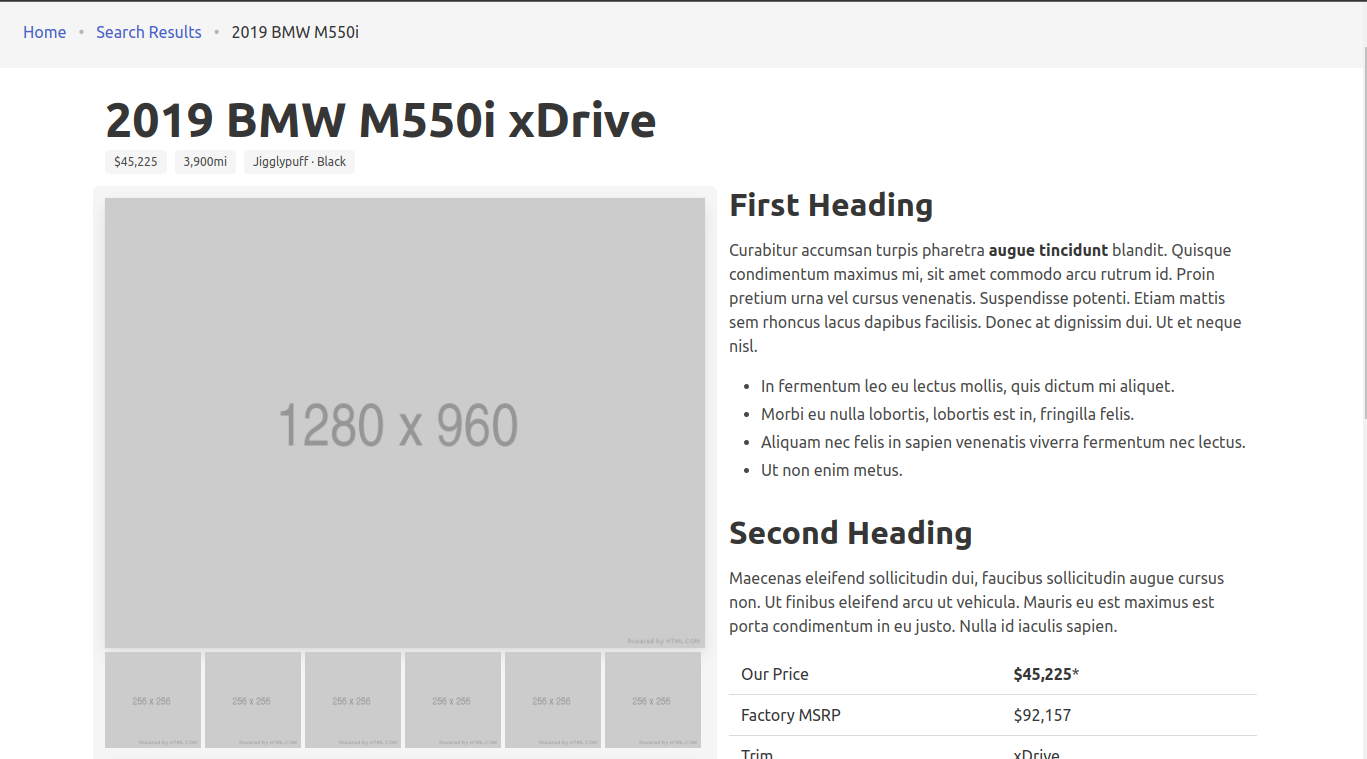 Home • Search Results • 2019 BMW M550i
2019 BMW M550i xDrive
$45,225 3,900mi Jigglypuff · Black
1280 x 960
Powered by HTML.COM
256 x 256 256 x 256 256 x 256 256 x 256 256 x 256 256 x 256
Powered by HTML.COM Powered by HTML.COM Powered by HTML.COM Powered by HTML.COM Powered by HTML.COM Powered by HTML.COM
First Heading
Curabitur accumsan turpis pharetra augue tincidunt blandit. Quisque
condimentum maximus mi, sit amet commodo arcu rutrum id. Proin
pretium urna vel cursus venenatis. Suspendisse potenti. Etiam mattis
sem rhoncus lacus dapibus facilisis. Donec at dignissim dui. Ut et neque
nisl.
• In fermentum leo eu lectus mollis, quis dictum mi aliquet.
• Morbi eu nulla lobortis, lobortis est in, fringilla felis.
• Aliquam nec felis in sapien venenatis viverra fermentum nec lectus.
• Ut non enim metus.
Second Heading
Maecenas eleifend sollicitudin dui, faucibus sollicitudin augue cursus
non. Ut finibus eleifend arcu ut vehicula. Mauris eu est maximus est
porta condimentum in eu justo. Nulla id iaculis sapien.
Our Price $45,225*
Factory MSRP $92,157
Trim xDrive